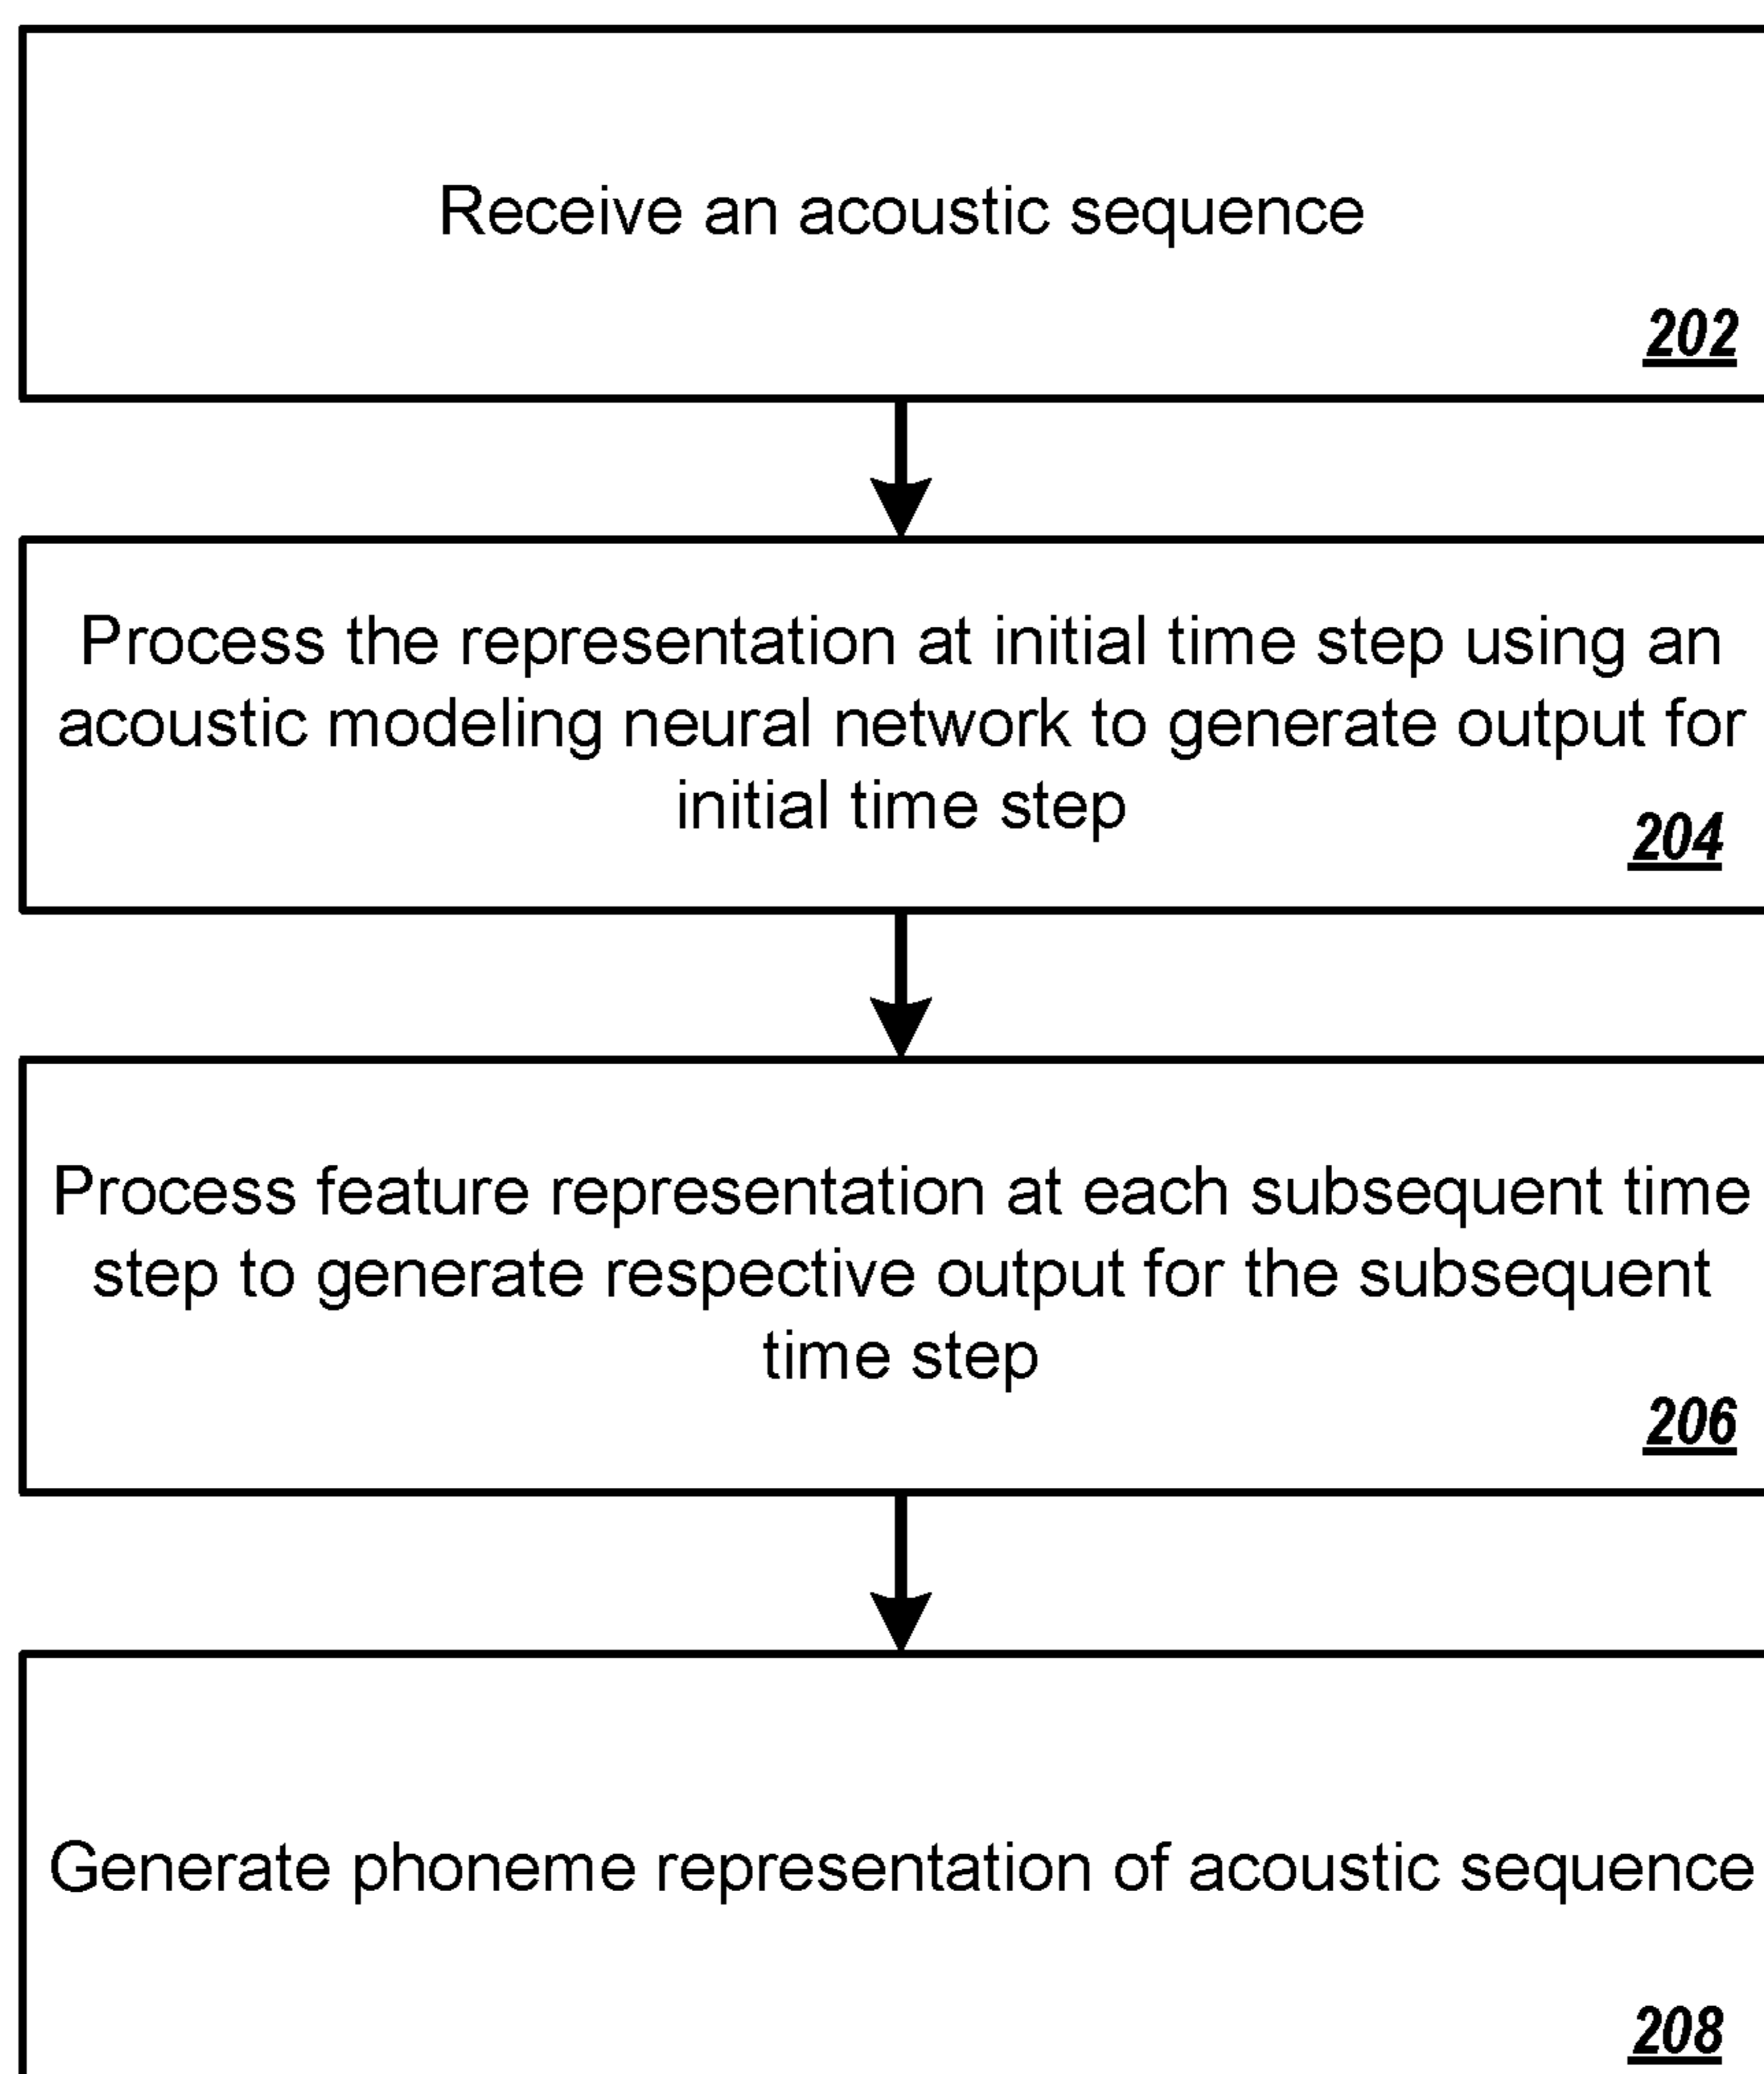 Receive an acoustic sequence
202
Process the representation at initial time step using an
acoustic modeling neural network to generate output for
initial time step
204
Process feature representation at each subsequent time
step to generate respective output for the subsequent
time step
206
Generate phoneme representation of acoustic sequence
208